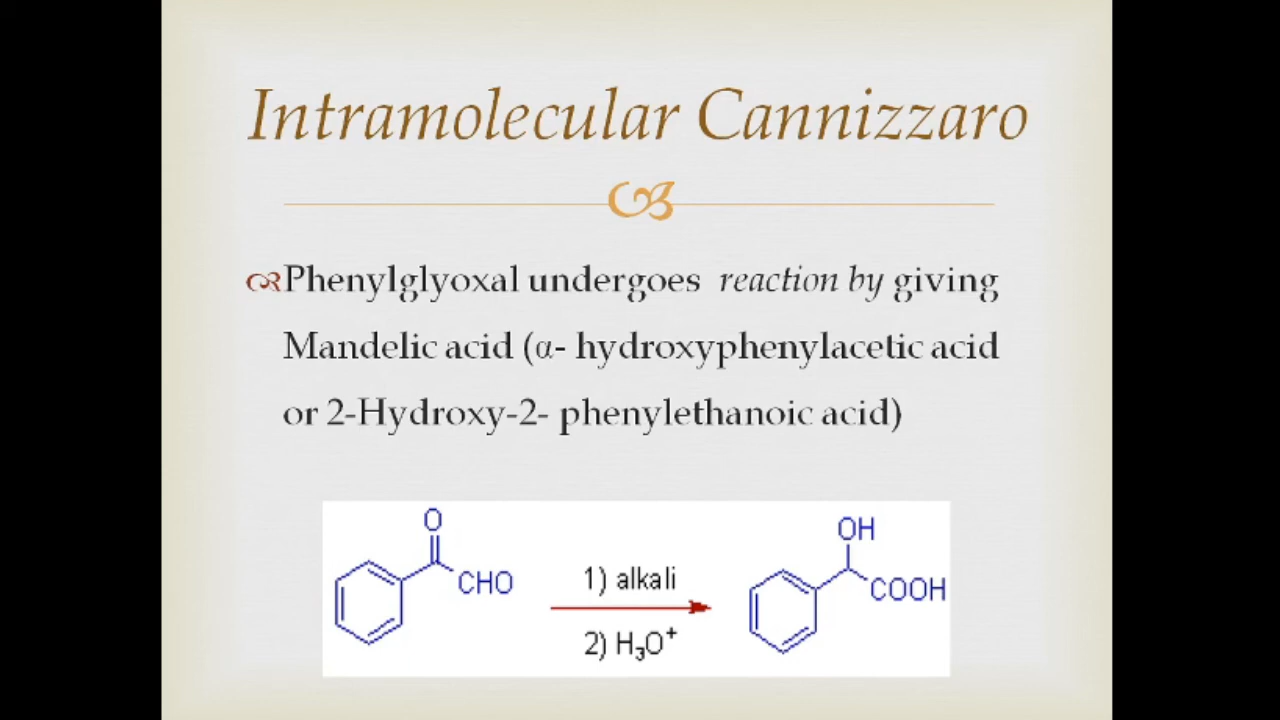 Intramolecular Cannizzaro
Phenylglyoxal undergoes reaction by giving
Mandelic acid (α- hydroxyphenylacetic acid
or 2-Hydroxy-2- phenylethanoic acid)
O
CHO
1) alkali
2) H₃O⁺
OH
COOH